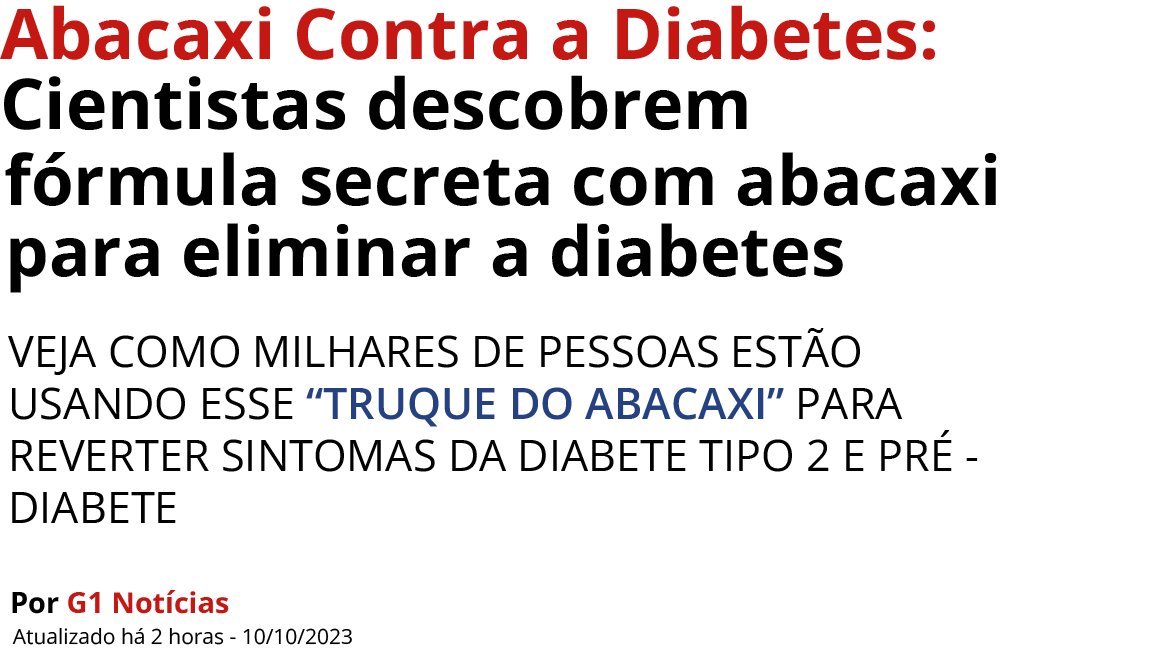 Abacaxi Contra a Diabetes:
Cientistas descobrem
fórmula secreta com abacaxi
para eliminar a diabetes
VEJA COMO MILHARES DE PESSOAS ESTÃO
USANDO ESSE “TRUQUE DO ABACAXI” PARA
REVERTER SINTOMAS DA DIABETE TIPO 2 E PRÉ -
DIABETE
Por G1 Notícias
Atualizado há 2 horas - 10/10/2023